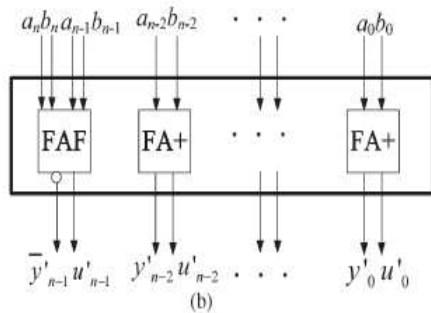 aₙbₙ aₙ₋₁bₙ₋₁ aₙ₋₂bₙ₋₂ · · · a₀b₀
FAF FA+ · · · FA+
y̅'ₙ₋₁ u'ₙ₋₁ y'ₙ₋₂ u'ₙ₋₂ · · · y'₀ u'₀
(b)